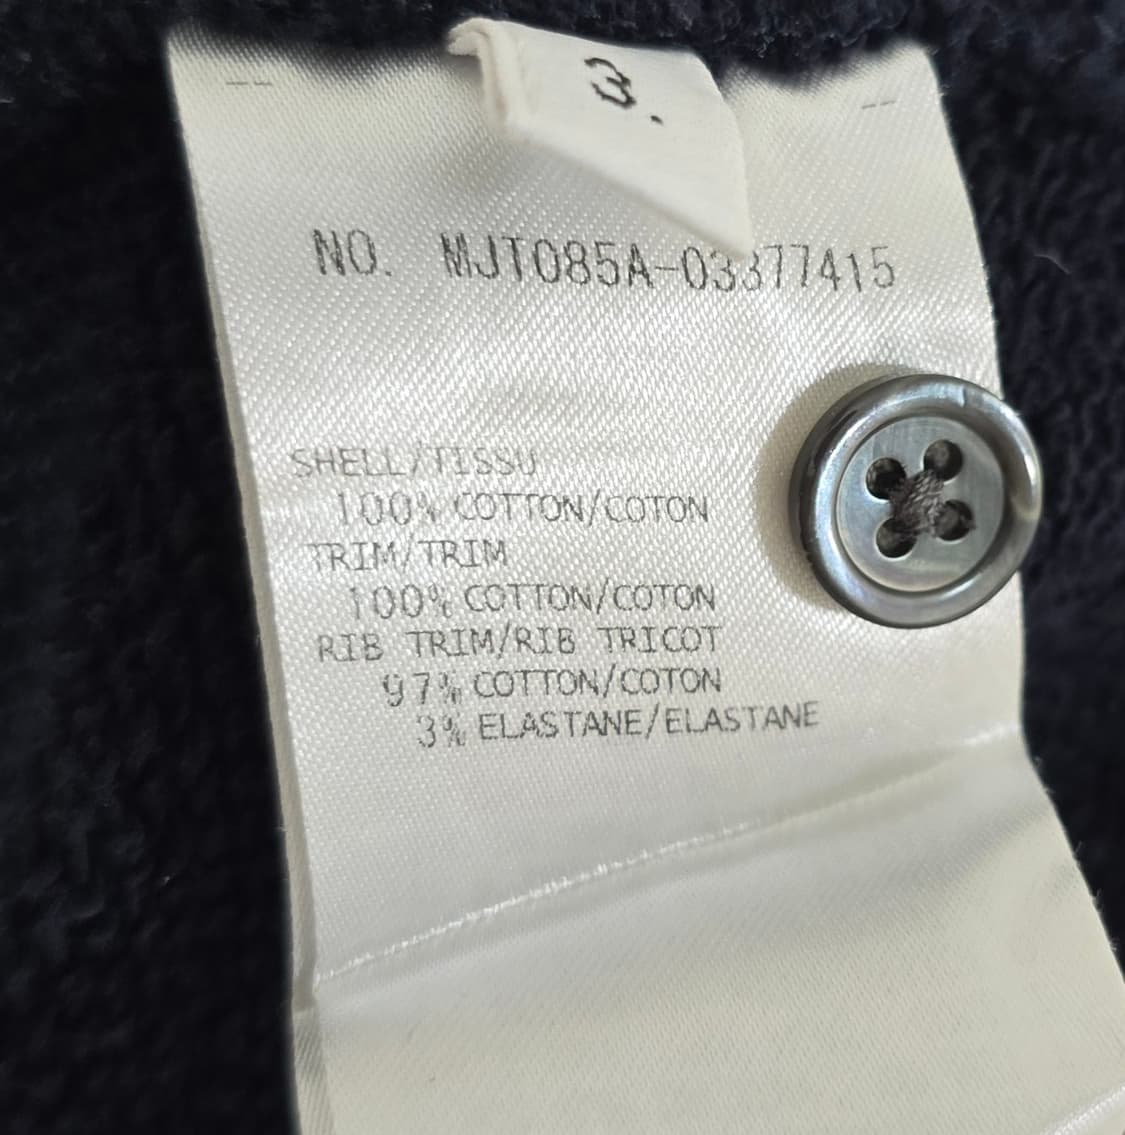 3.
NO. MJT085A-03377415
SHELL/TISSU
100% COTTON/COTON
TRIM/TRIM
100% COTTON/COTON
RIB TRIM/RIB TRICOT
97% COTTON/COTON
3% ELASTANE/ELASTANE